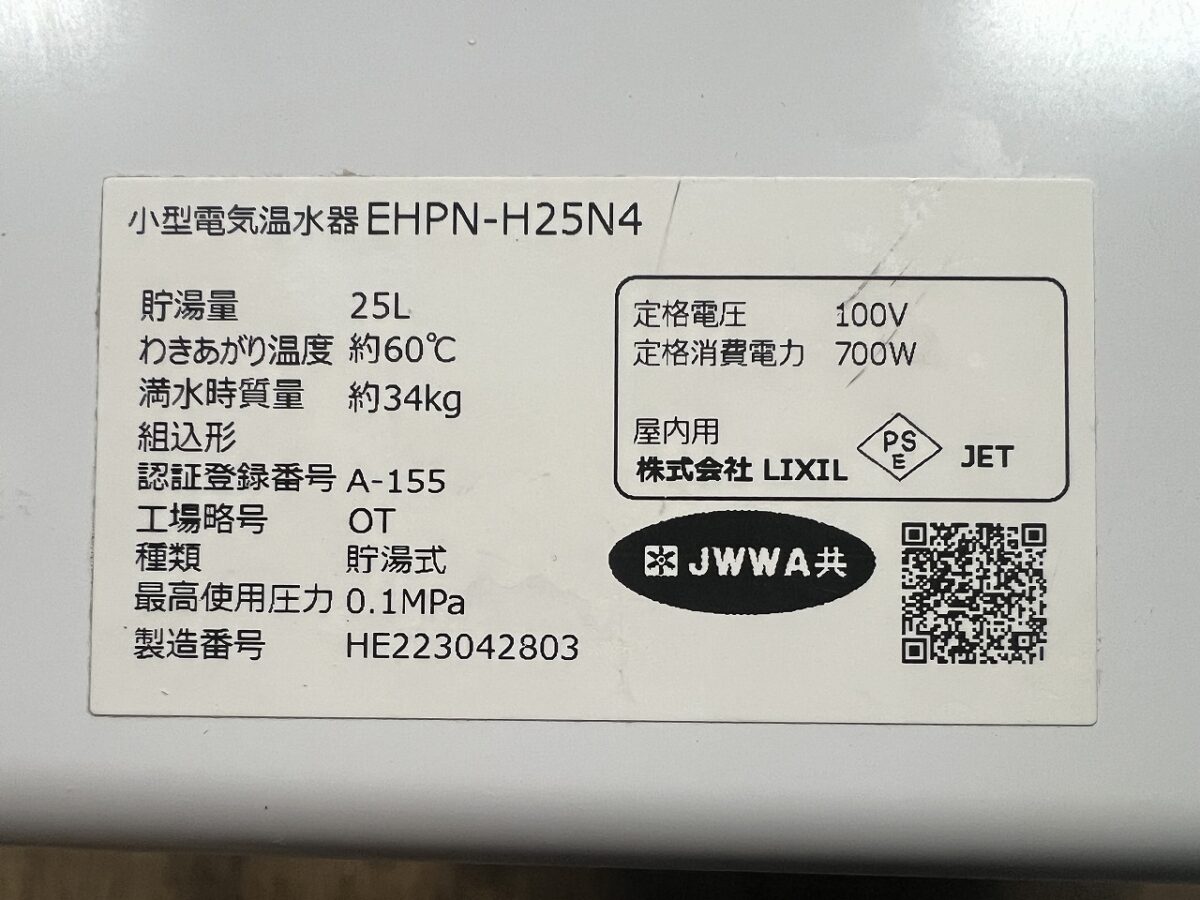 小型電気温水器 EHPN-H25N4
貯湯量 25L
わきあがり温度 約60℃
満水時質量 約34kg
組込形
認証登録番号 A-155
工場略号 OT
種類 貯湯式
最高使用圧力 0.1MPa
製造番号 HE223042803
定格電圧 100V
定格消費電力 700W
屋内用
株式会社 LIXIL
PS
E
JET
JWWA共